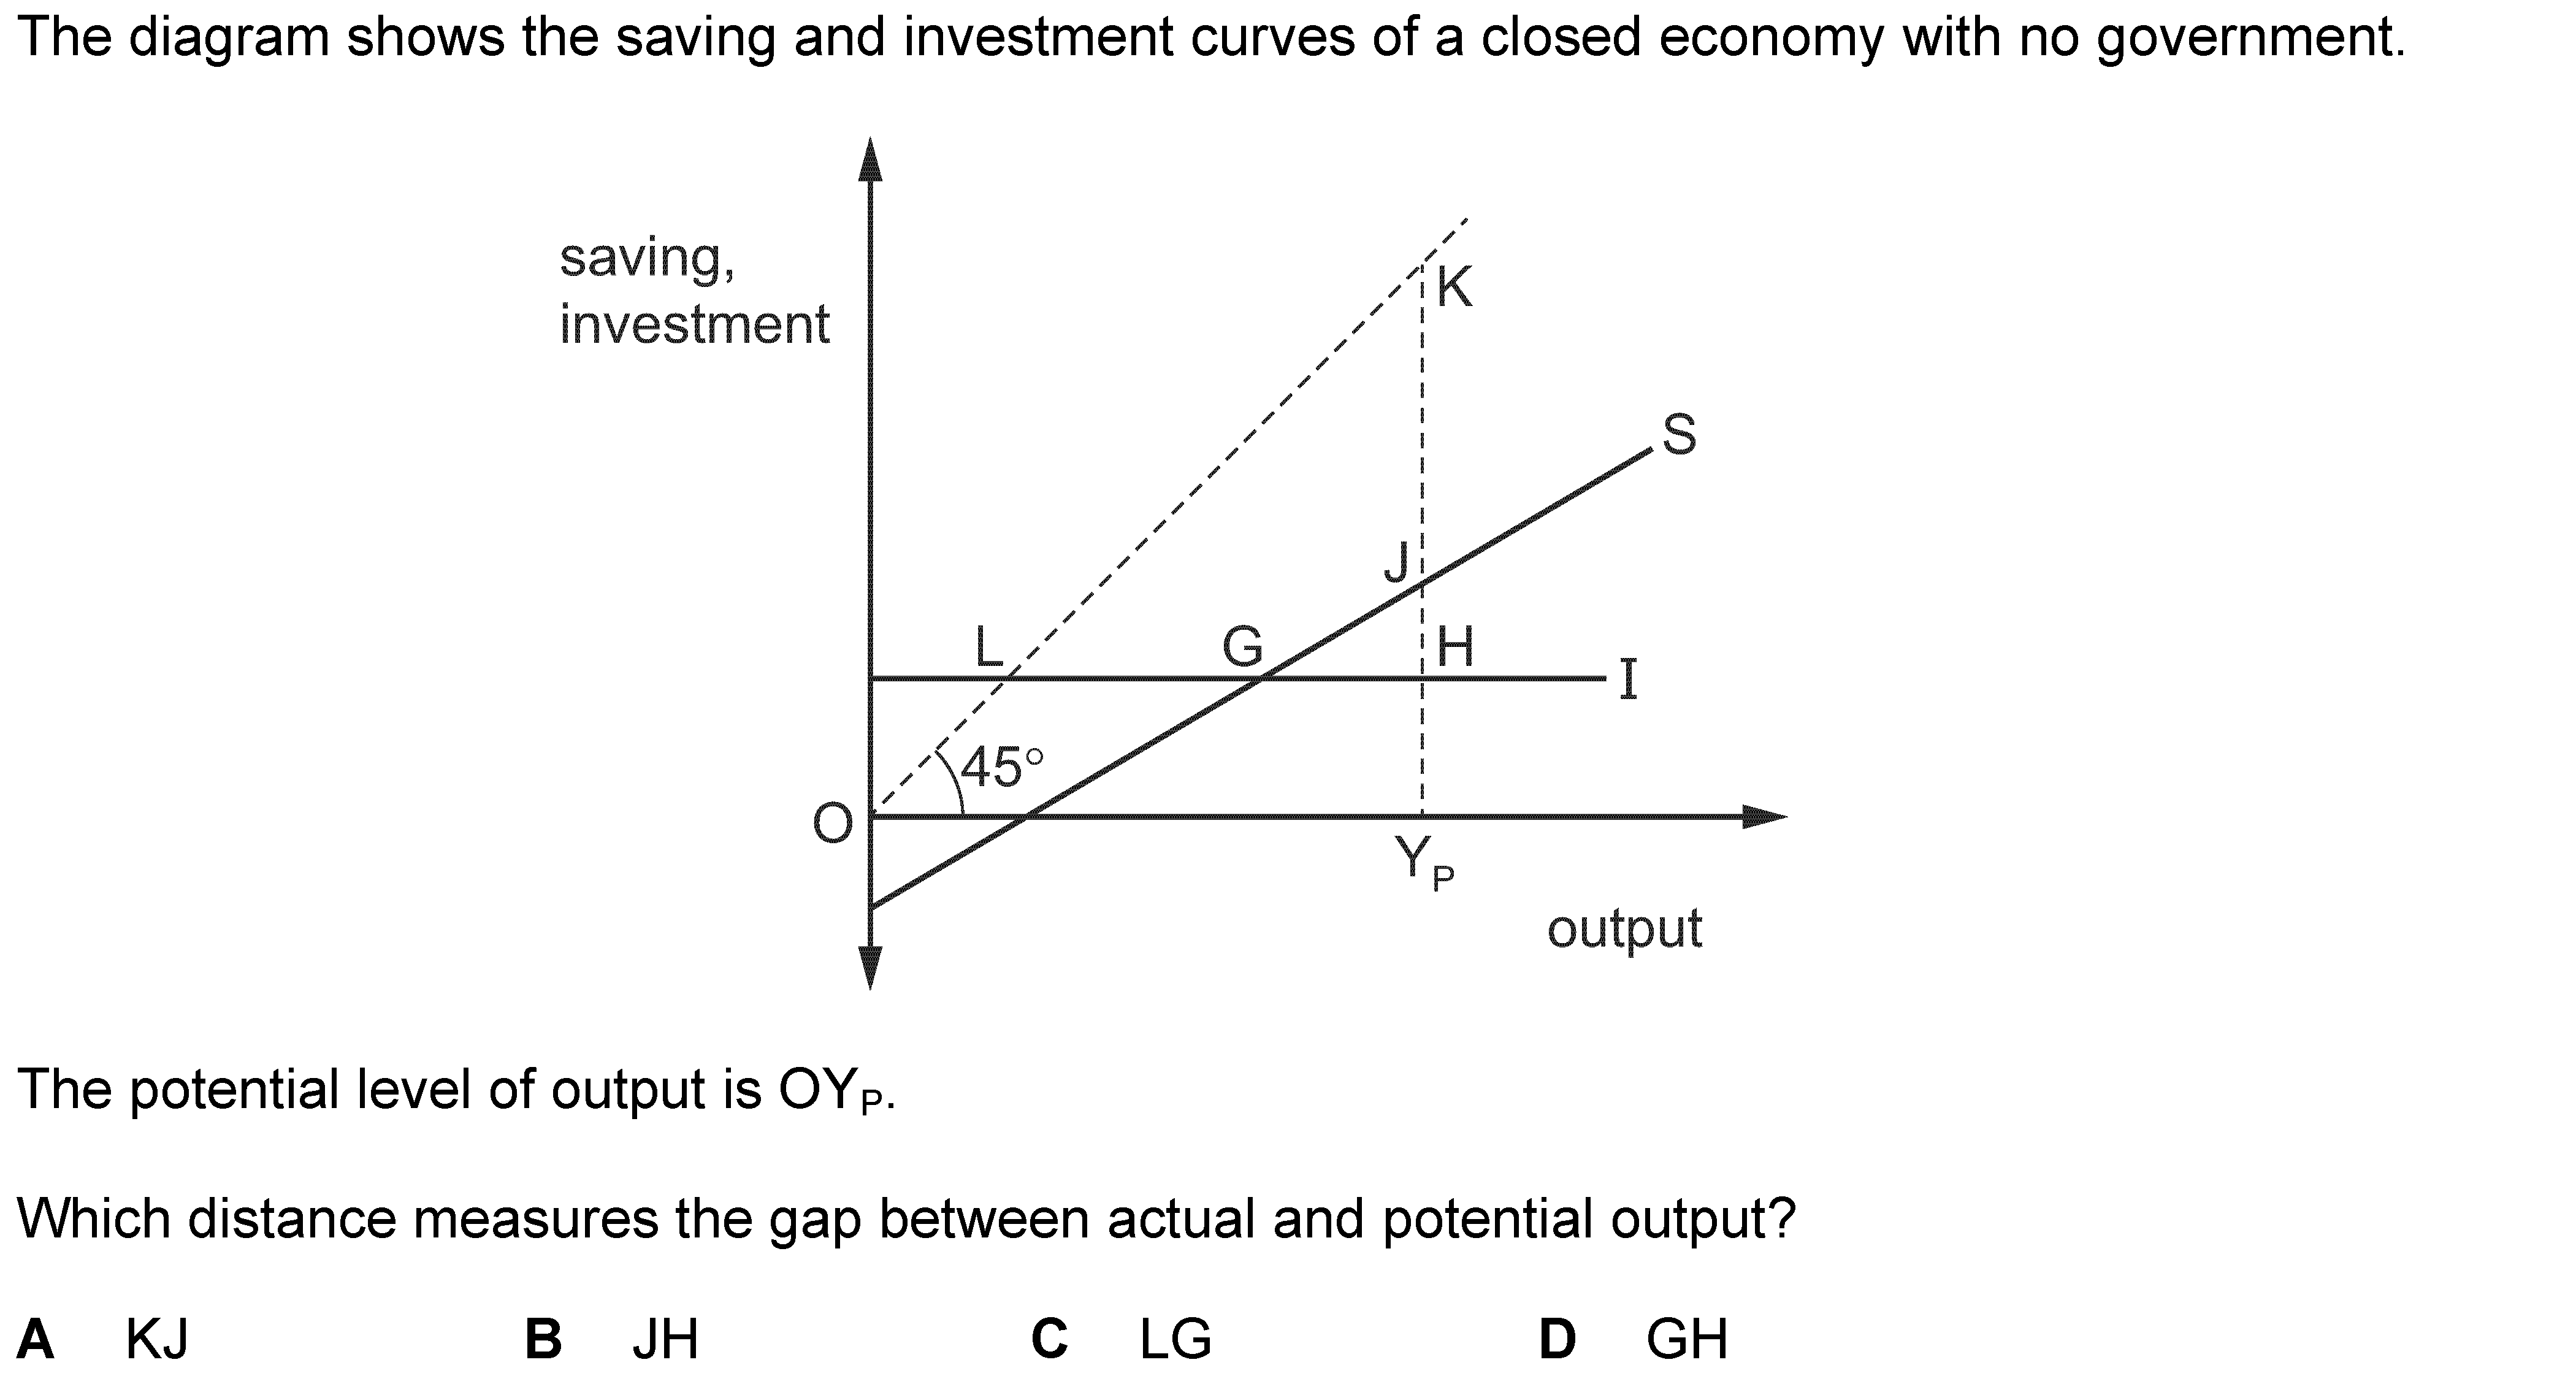 The diagram shows the saving and investment curves of a closed economy with no government.
saving,
investment
K
S
J
L
G
H
I
45°
O
Y_P
output
The potential level of output is OY_P.
Which distance measures the gap between actual and potential output?
A KJ B JH C LG D GH